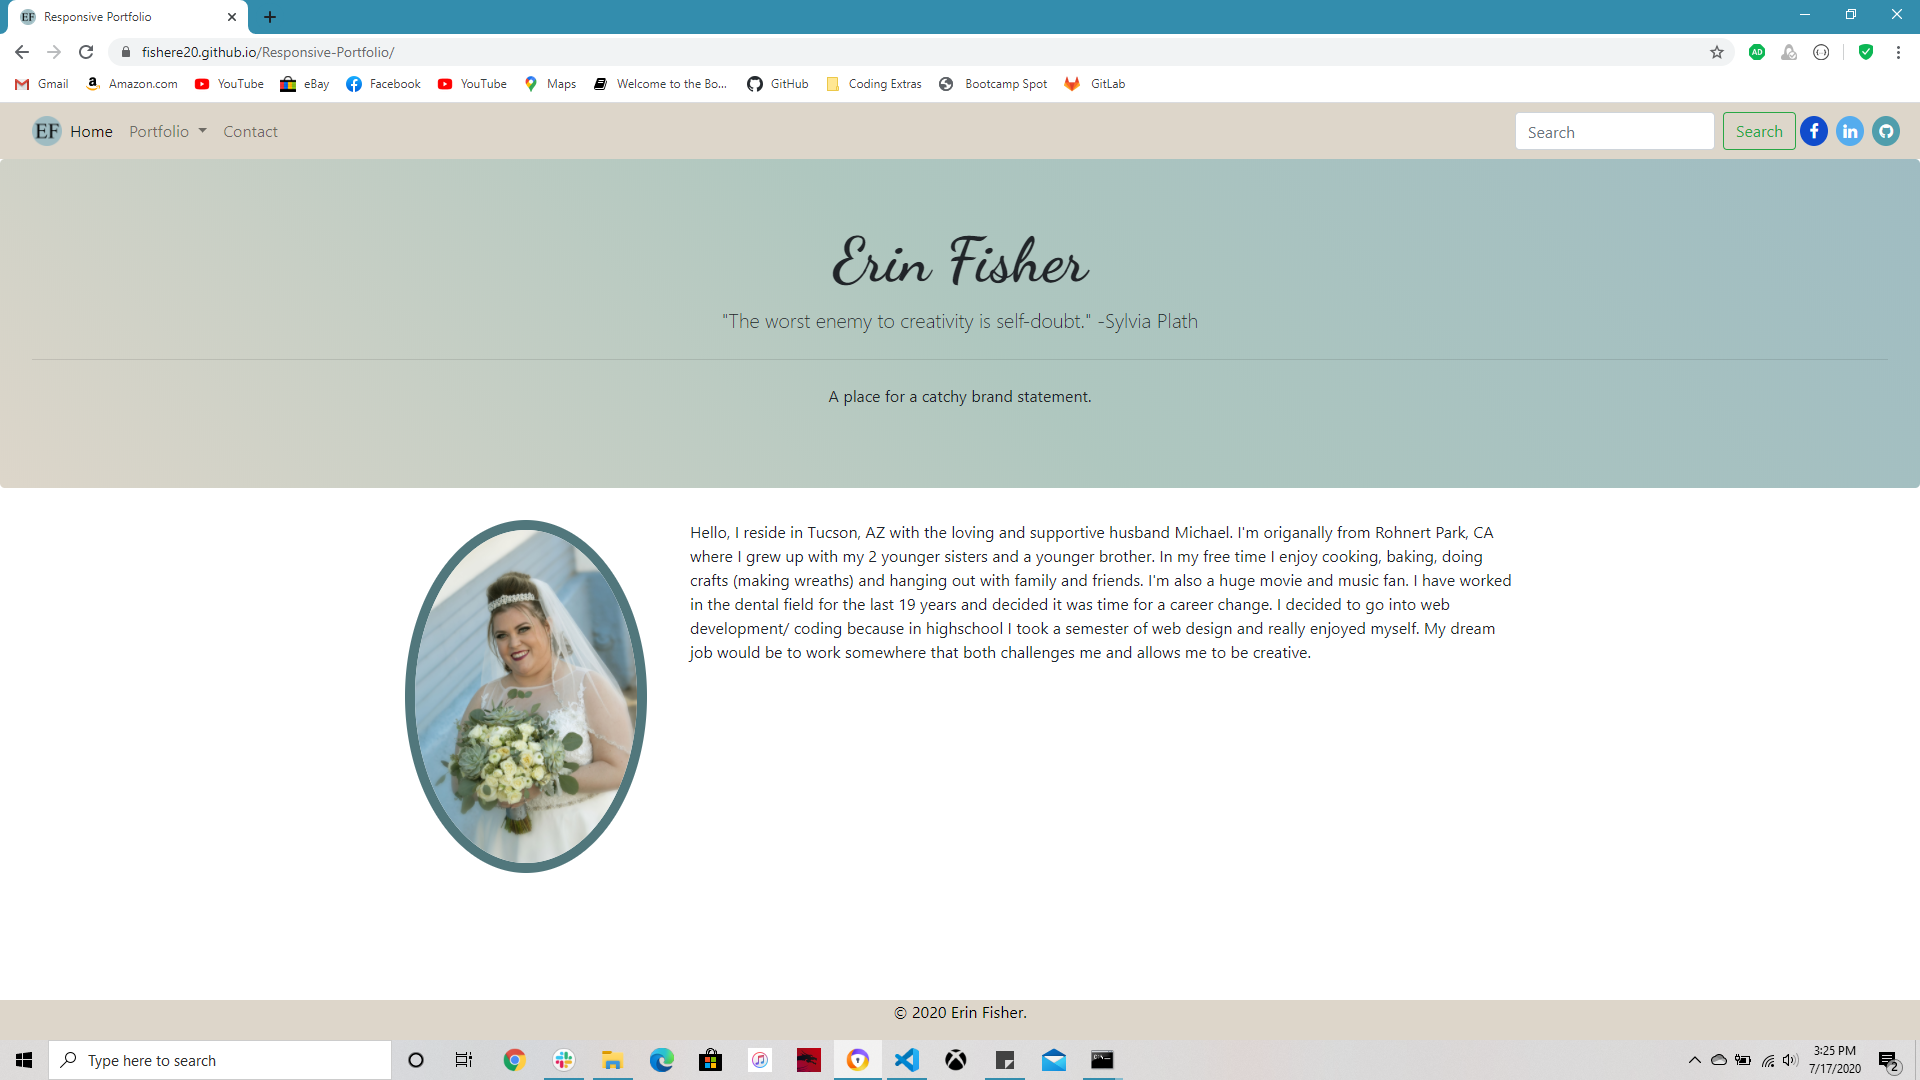 EF Responsive Portfolio
fishere20.github.io/Responsive-Portfolio/
AD
Gmail Amazon.com YouTube eBay Facebook YouTube Maps Welcome to the Bo... GitHub Coding Extras Bootcamp Spot GitLab
EF Home Portfolio Contact Search Search
Erin Fisher
"The worst enemy to creativity is self-doubt." -Sylvia Plath
A place for a catchy brand statement.
Hello, I reside in Tucson, AZ with the loving and supportive husband Michael. I'm origanally from Rohnert Park, CA
where I grew up with my 2 younger sisters and a younger brother. In my free time I enjoy cooking, baking, doing
crafts (making wreaths) and hanging out with family and friends. I'm also a huge movie and music fan. I have worked
in the dental field for the last 19 years and decided it was time for a career change. I decided to go into web
development/ coding because in highschool I took a semester of web design and really enjoyed myself. My dream
job would be to work somewhere that both challenges me and allows me to be creative.
© 2020 Erin Fisher.
Type here to search
3:25 PM
7/17/2020
2